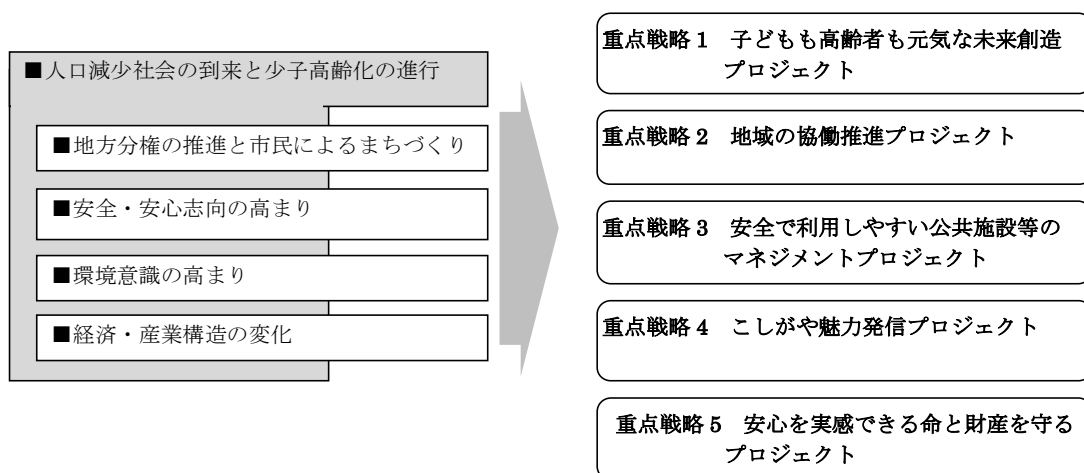 ■人口減少社会の到来と少子高齢化の進行
■地方分権の推進と市民によるまちづくり
■安全・安心志向の高まり
■環境意識の高まり
■経済・産業構造の変化
重点戦略 1　子どもも高齢者も元気な未来創造
プロジェクト
重点戦略 2　地域の協働推進プロジェクト
重点戦略 3　安全で利用しやすい公共施設等の
マネジメントプロジェクト
重点戦略 4　こしがや魅力発信プロジェクト
重点戦略 5　安心を実感できる命と財産を守る
プロジェクト